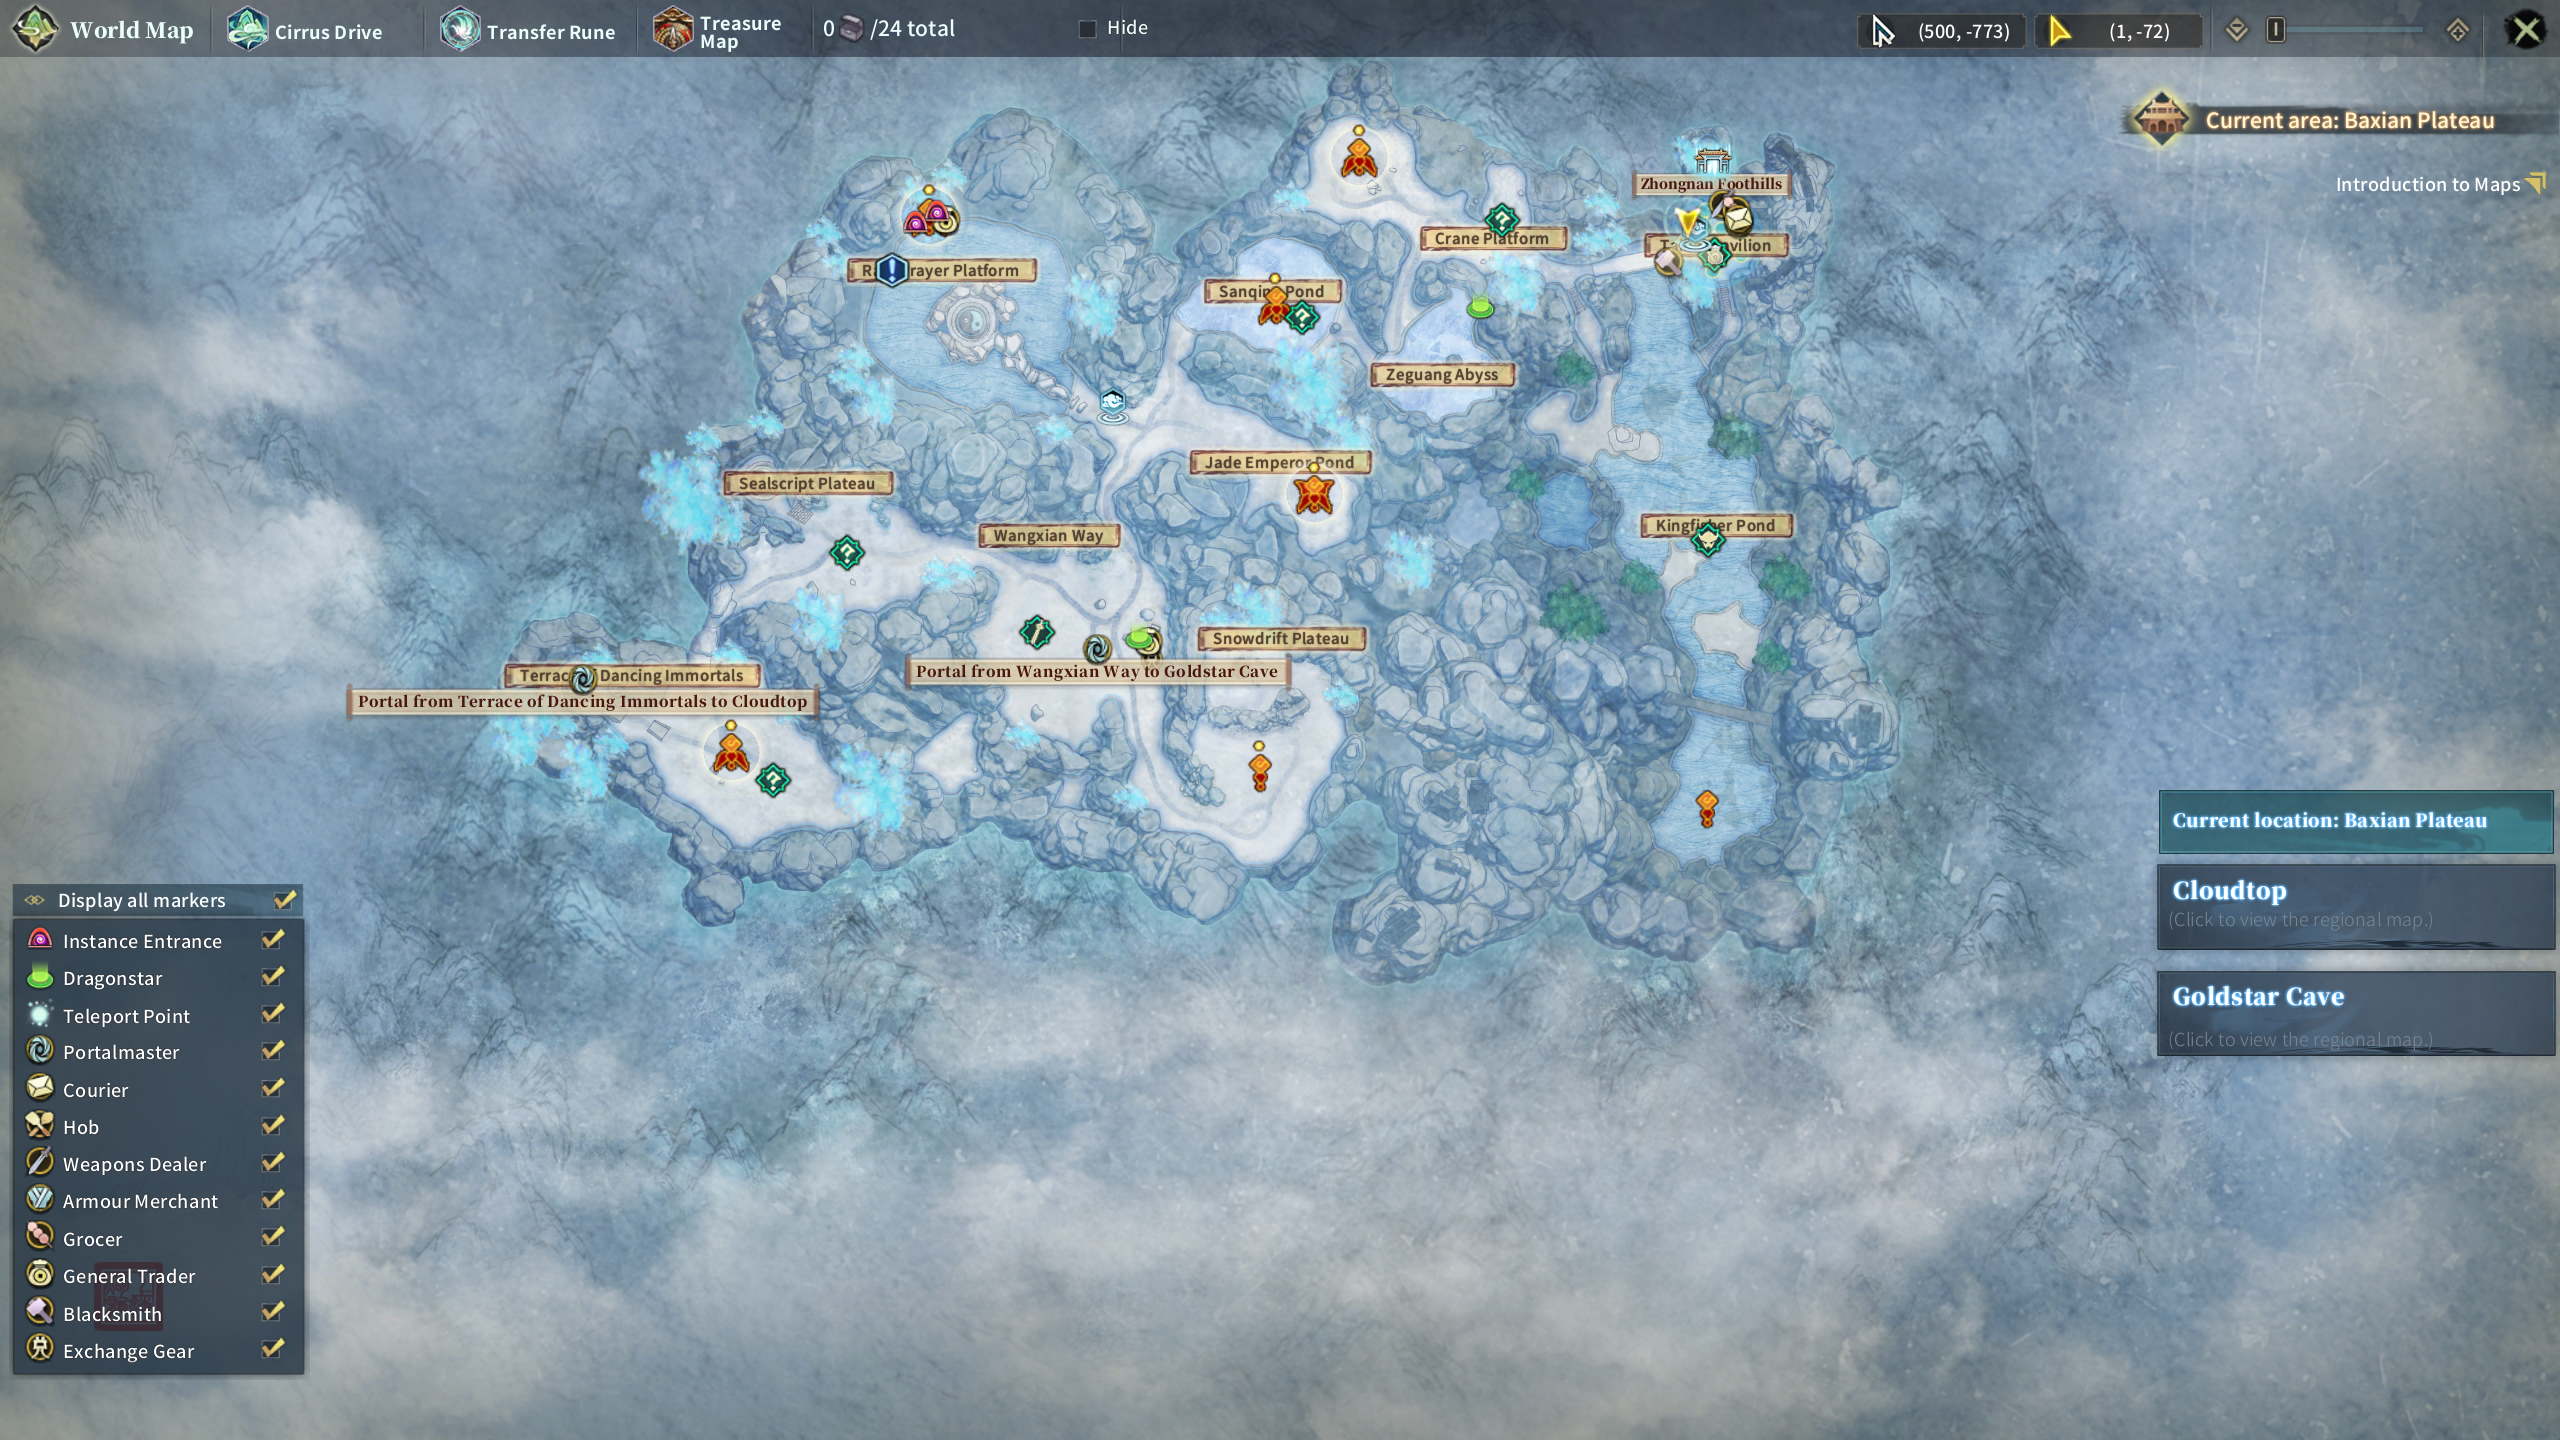 World Map
Cirrus Drive
Transfer Rune
Treasure
Map
0 /24 total
Hide
(500, -773)
(1, -72)
Current area: Baxian Plateau
Introduction to Maps
Zhongnan Foothills
Crane Platform
Prayer Platform
Sanqing Pond
Zeguang Abyss
Jade Emperor Pond
Sealscript Plateau
Kingfisher Pond
Wangxian Way
Snowdrift Plateau
Portal from Wangxian Way to Goldstar Cave
Terrace Dancing Immortals
Portal from Terrace of Dancing Immortals to Cloudtop
Current location: Baxian Plateau
Cloudtop
(Click to view the regional map.)
Goldstar Cave
(Click to view the regional map.)
Display all markers
Instance Entrance
Dragonstar
Teleport Point
Portalmaster
Courier
Hob
Weapons Dealer
Armour Merchant
Grocer
General Trader
Blacksmith
Exchange Gear